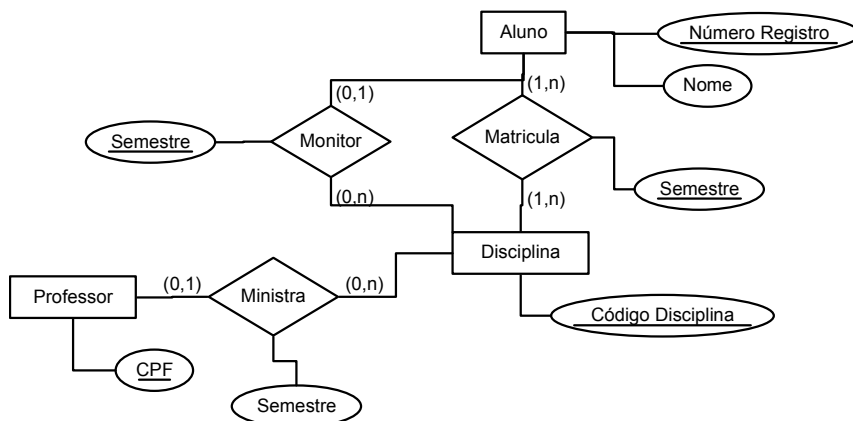 Aluno
Número Registro
Nome
(0,1)
(1,n)
Semestre
Monitor
Matricula
Semestre
(0,n)
(1,n)
Disciplina
Professor
(0,1)
Ministra
(0,n)
Código Disciplina
CPF
Semestre